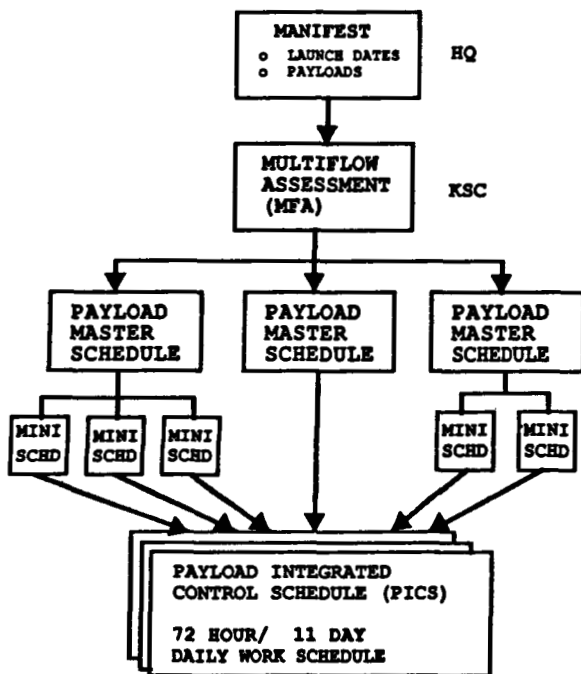 MANIFEST
o LAUNCH DATES
o PAYLOADS
HQ
MULTIFLOW
ASSESSMENT
(MFA)
KSC
PAYLOAD
MASTER
SCHEDULE
PAYLOAD
MASTER
SCHEDULE
PAYLOAD
MASTER
SCHEDULE
MINI
SCHD
MINI
SCHD
MINI
SCHD
MINI
SCHD
MINI
SCHD
PAYLOAD INTEGRATED
CONTROL SCHEDULE (PICS)
72 HOUR/ 11 DAY
DAILY WORK SCHEDULE